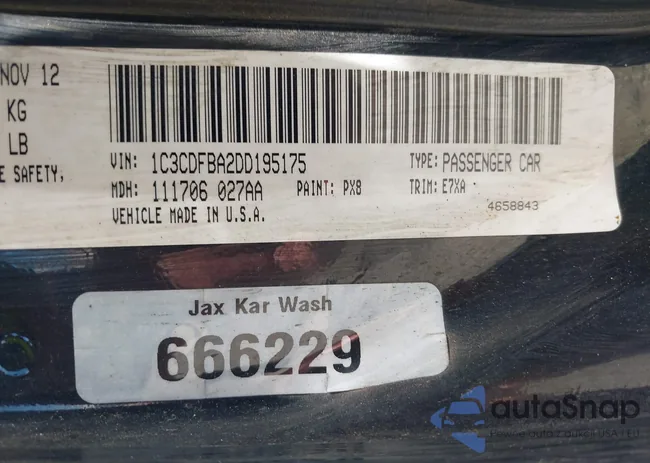 NOV 12
KG
LB
E SAFETY,
VIN: 1C3CDFBA2DD195175 TYPE: PASSENGER CAR
MDH: 111706 027AA PAINT: PX8 TRIM: E7XA
VEHICLE MADE IN U.S.A. 4658843
Jax Kar Wash
666229
autaSnap